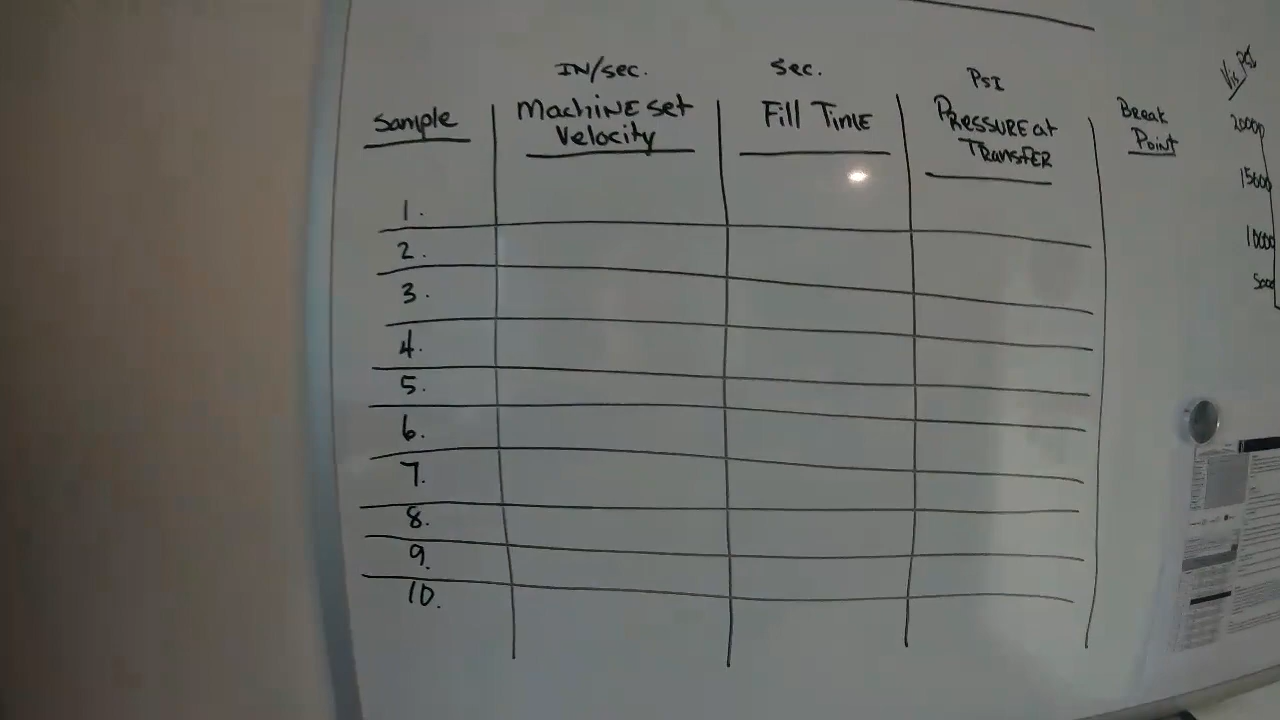 IN/sec.
Sec.
PSI
Sample
Machine set
Velocity
Fill Time
Pressure at
Transfer
Break
Point
Vis PSI
20000
15000
10000
5000
1.
2.
3.
4.
5.
6.
7.
8.
9.
10.